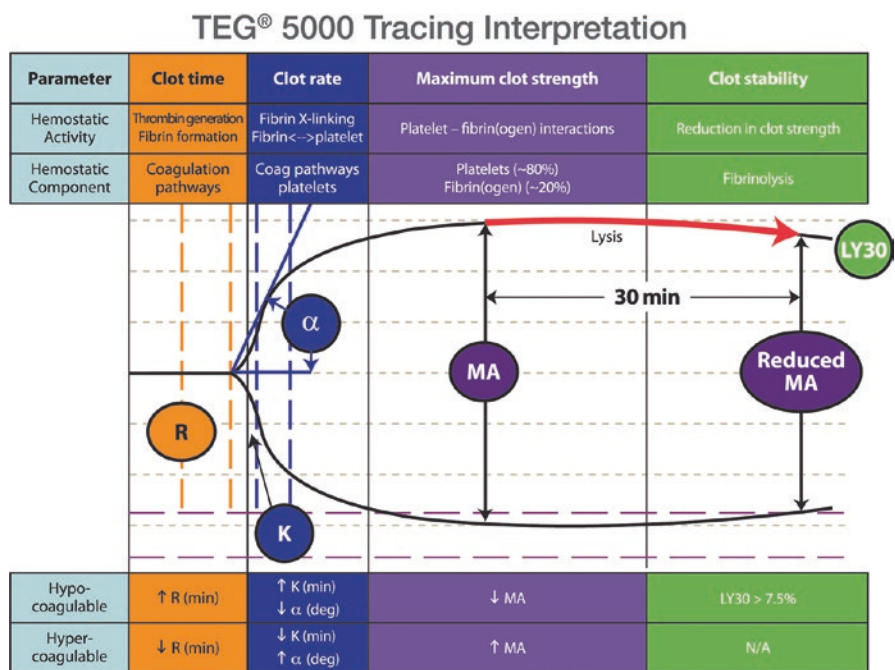 TEG® 5000 Tracing Interpretation
Parameter
Clot time
Clot rate
Maximum clot strength
Clot stability
Hemostatic
Activity
Thrombin generation
Fibrin formation
Fibrin X-linking
Fibrin<-->platelet
Platelet – fibrin(ogen) interactions
Reduction in clot strength
Hemostatic
Component
Coagulation
pathways
Coag pathways
platelets
Platelets (~80%)
Fibrin(ogen) (~20%)
Fibrinolysis
Lysis
LY30
30 min
α
MA
Reduced
MA
R
K
Hypo-
coagulable
↑ R (min)
↑ K (min)
↓ α (deg)
↓ MA
LY30 > 7.5%
Hyper-
coagulable
↓ R (min)
↓ K (min)
↑ α (deg)
↑ MA
N/A